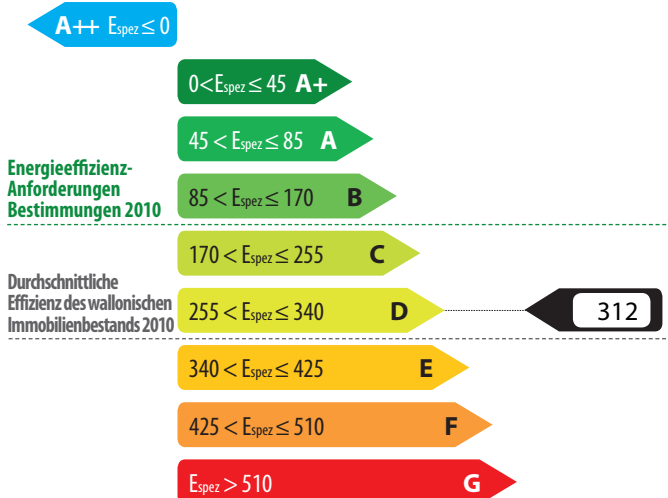 A++ Espez ≤ 0
0<Espez ≤ 45 A+
45 < Espez ≤ 85 A
Energieeffizienz-
Anforderungen
Bestimmungen 2010
85 < Espez ≤ 170 B
170 < Espez ≤ 255 C
Durchschnittliche
Effizienz des wallonischen
Immobilienbestands 2010
255 < Espez ≤ 340 D
312
340 < Espez ≤ 425 E
425 < Espez ≤ 510 F
Espez > 510 G